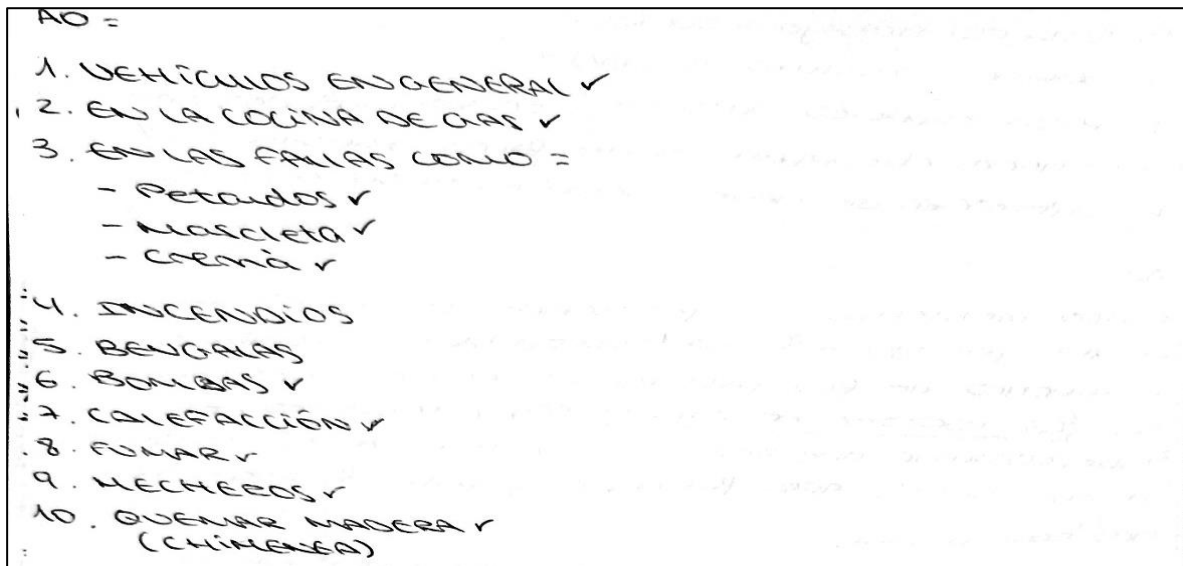 AO =
1. VEHÍCULOS EN GENERAL ✓
2. EN LA COCINA DE GAS ✓
3. EN LAS FALLAS COMO =
- Petardos ✓
- Mascleta ✓
- Cremà ✓
4. INCENDIOS
5. BENGALAS
6. BOMBAS ✓
7. CALEFACCIÓN ✓
8. FUMAR ✓
9. MECHEROS ✓
10. QUEMAR MADERA ✓
(CHIMENEA)